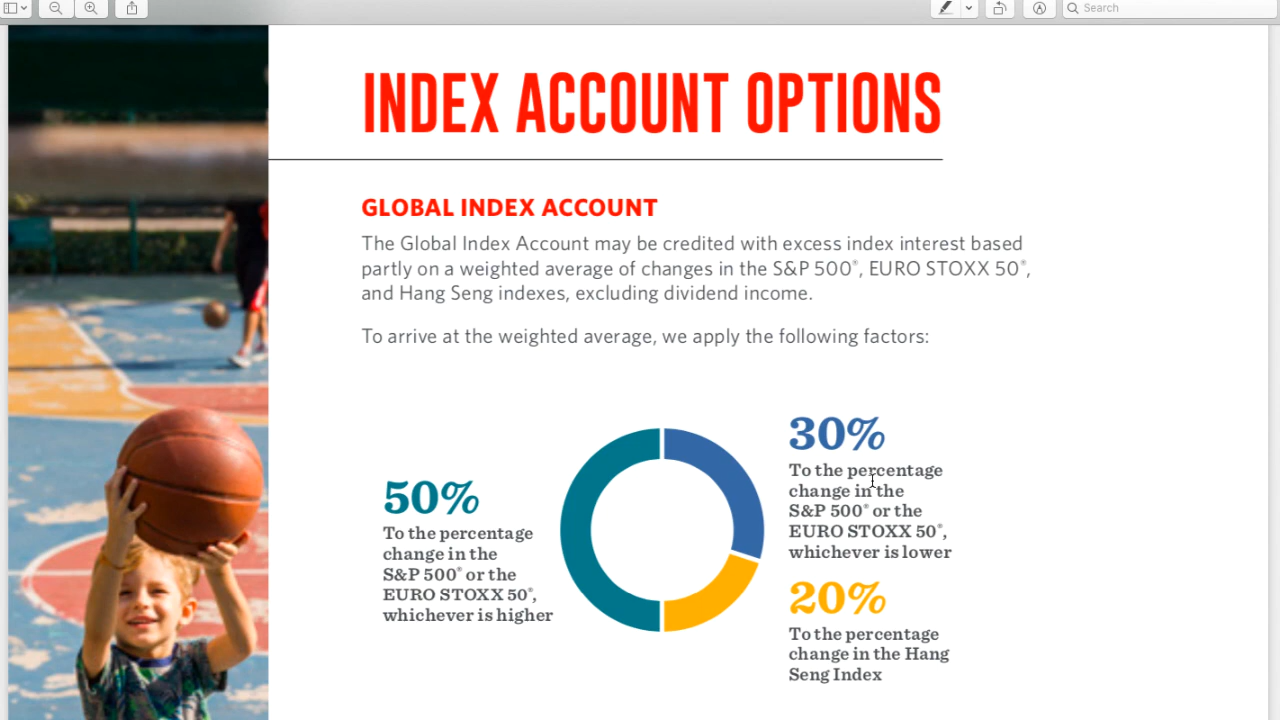 Search
INDEX ACCOUNT OPTIONS
GLOBAL INDEX ACCOUNT
The Global Index Account may be credited with excess index interest based
partly on a weighted average of changes in the S&P 500®, EURO STOXX 50®,
and Hang Seng indexes, excluding dividend income.
To arrive at the weighted average, we apply the following factors:
50%
To the percentage
change in the
S&P 500® or the
EURO STOXX 50®,
whichever is higher
30%
To the percentage
change in the
S&P 500® or the
EURO STOXX 50®,
whichever is lower
20%
To the percentage
change in the Hang
Seng Index